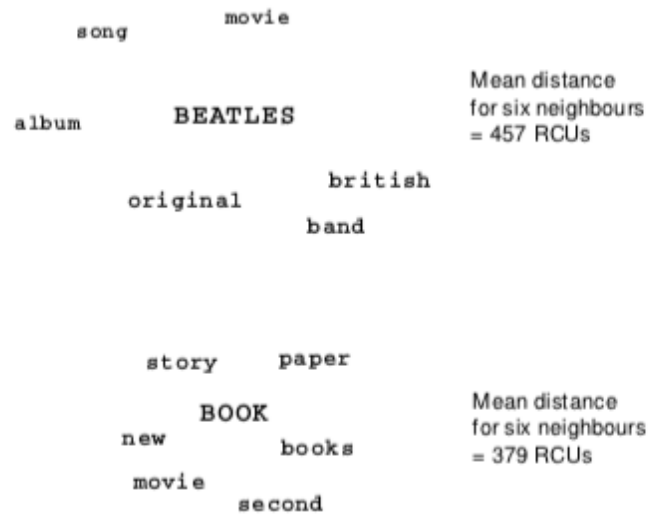 movie
song
BEATLES
album
british
original
band
Mean distance
for six neighbours
= 457 RCUs
story paper
BOOK
new
books
movie
second
Mean distance
for six neighbours
= 379 RCUs